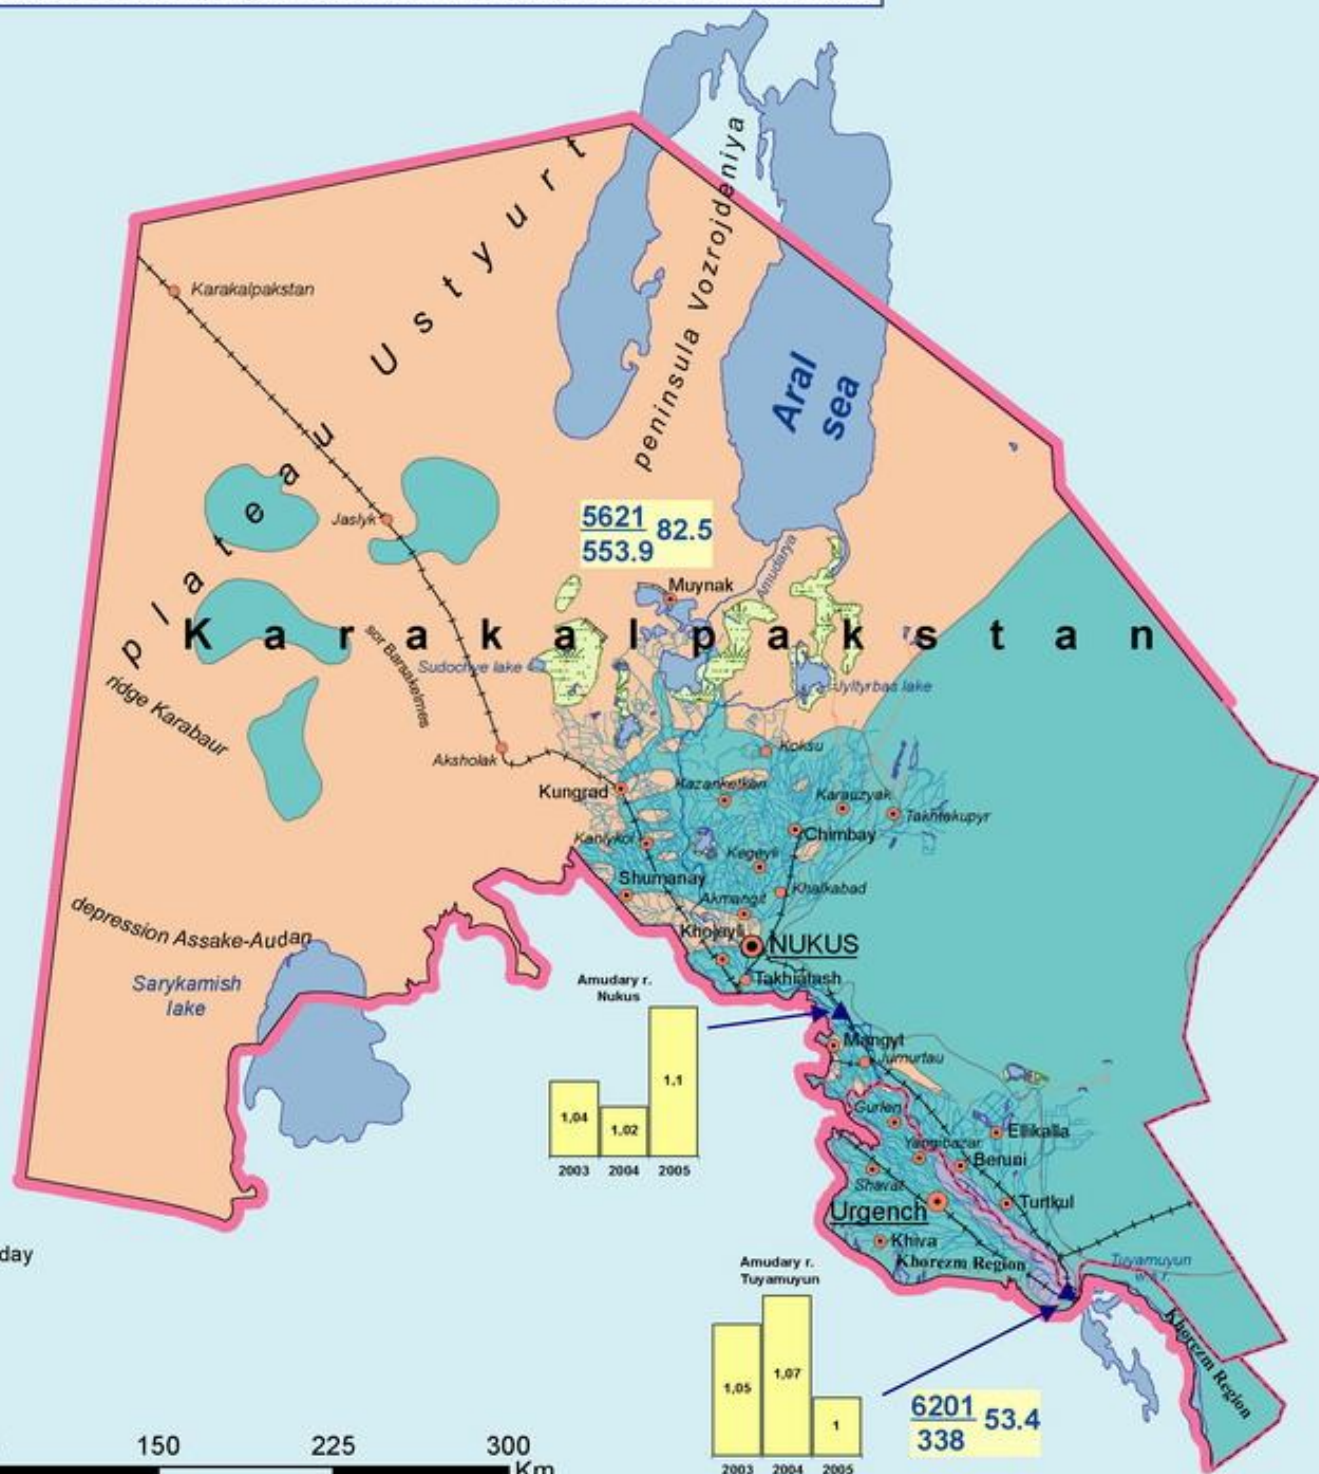 plateau Ustyurt
peninsula Vozrojdeniya
Karakalpakstan
Aral
sea
Jaslyk
5621
553.9
82.5
Amudarya
Muynak
Karakalpakstan
sor Barsakelmes
Sudochye lake
Jyltyrbas lake
ridge Karabaur
Aksholak
Koksu
Kungrad
Kazanketken
Karauzyak
Takhtakupyr
Chimbay
Kanlykol
Kegeyli
Shumanay
Khalkabad
Akmangit
depression Assake-Audan
Khojeyli
NUKUS
Takhiatash
Sarykamish
lake
Amudary r.
Nukus
1,04
1,02
1,1
2003 2004 2005
Mangyt
Jumurtau
Gurlen
Yangibazar
Ellikalla
Beruni
Shavat
Turtkul
Urgench
Khiva
Khorezm Region
day
Tuyamuyun
w.s.r.
Amudary r.
Tuyamuyun
1,05
1,07
1
2003 2004 2005
6201
338
53.4
Khorezm Region
150 225 300
Km